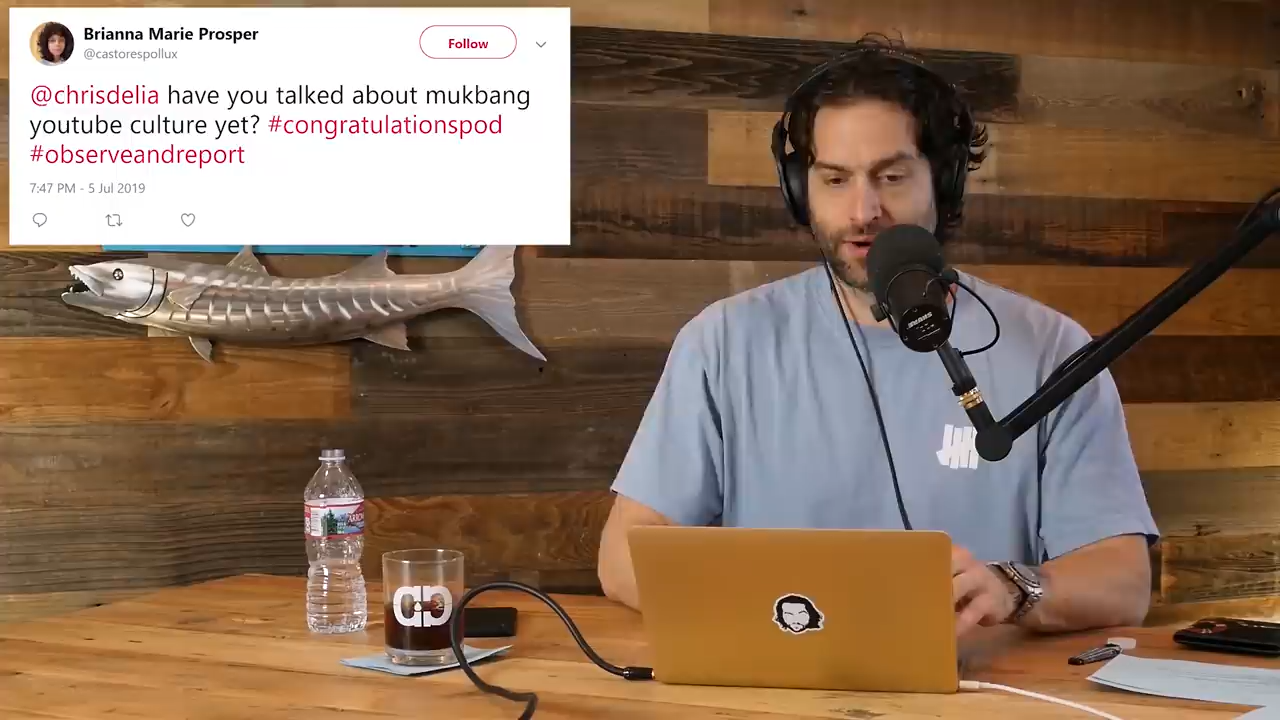 Brianna Marie Prosper
@castorespollux
Follow
@chrisdelia have you talked about mukbang
youtube culture yet? #congratulationspod
#observeandreport
7:47 PM - 5 Jul 2019
SHURE